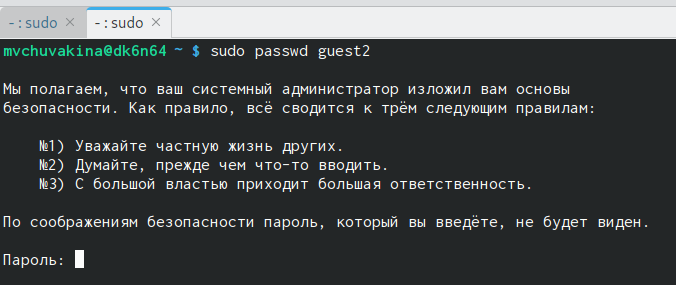 -:sudo × -:sudo ×
mvchuvakina@dk6n64 ~ $ sudo passwd guest2
Мы полагаем, что ваш системный администратор изложил вам основы
безопасности. Как правило, всё сводится к трём следующим правилам:
№1) Уважайте частную жизнь других.
№2) Думайте, прежде чем что-то вводить.
№3) С большой властью приходит большая ответственность.
По соображениям безопасности пароль, который вы введёте, не будет виден.
Пароль: